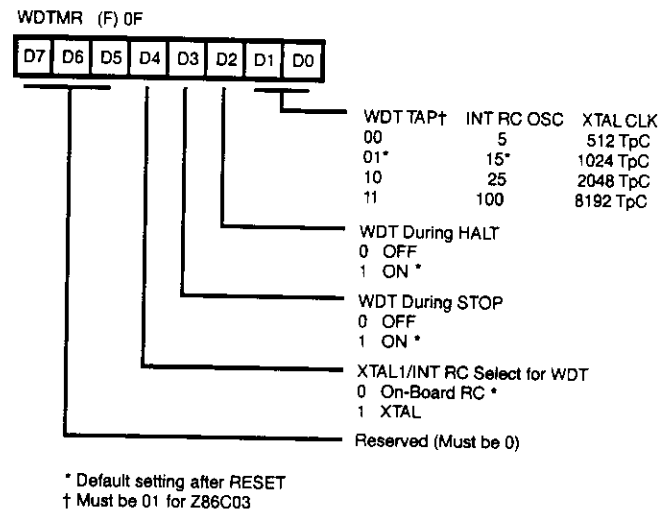 WDTMR (F) 0F
D7 D6 D5 D4 D3 D2 D1 D0
WDT TAP† INT RC OSC XTAL CLK
00 5 512 TpC
01* 15* 1024 TpC
10 25 2048 TpC
11 100 8192 TpC
WDT During HALT
0 OFF
1 ON *
WDT During STOP
0 OFF
1 ON *
XTAL1/INT RC Select for WDT
0 On-Board RC *
1 XTAL
Reserved (Must be 0)
* Default setting after RESET
† Must be 01 for Z86C03